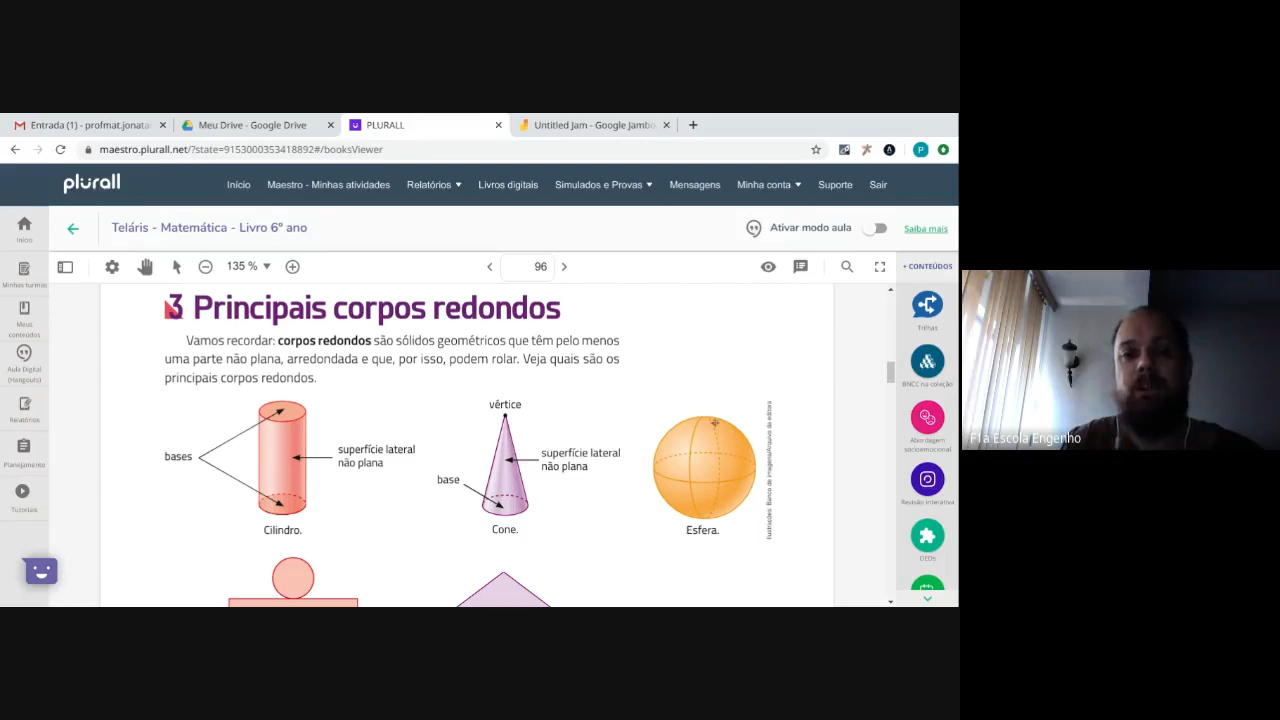 Entrada (1) - profmat.jonata
Meu Drive - Google Drive
PLURALL
Untitled Jam - Google Jambo
maestro.plurall.net/?state=9153000353418892#/booksViewer
P
plurall
Início
Maestro - Minhas atividades
Relatórios
Livros digitais
Simulados e Provas
Mensagens
Minha conta
Suporte
Sair
Início
Minhas turmas
Meus conteúdos
Aula Digital (Hangouts)
Relatórios
Planejamento
Tutoriais
Teláris - Matemática - Livro 6º ano
Ativar modo aula
Saiba mais
135 %
96
+ CONTEÚDOS
Trilhas
BNCC na coleção
Abordagem socioemocional
Revisão interativa
OEDs
3 Principais corpos redondos
Vamos recordar: corpos redondos são sólidos geométricos que têm pelo menos
uma parte não plana, arredondada e que, por isso, podem rolar. Veja quais são os
principais corpos redondos.
bases
superfície lateral
não plana
Cilindro.
vértice
superfície lateral
não plana
base
Cone.
Esfera.
Ilustrações: Banco de imagens/Arquivo da editora
F1a Escola Engenho